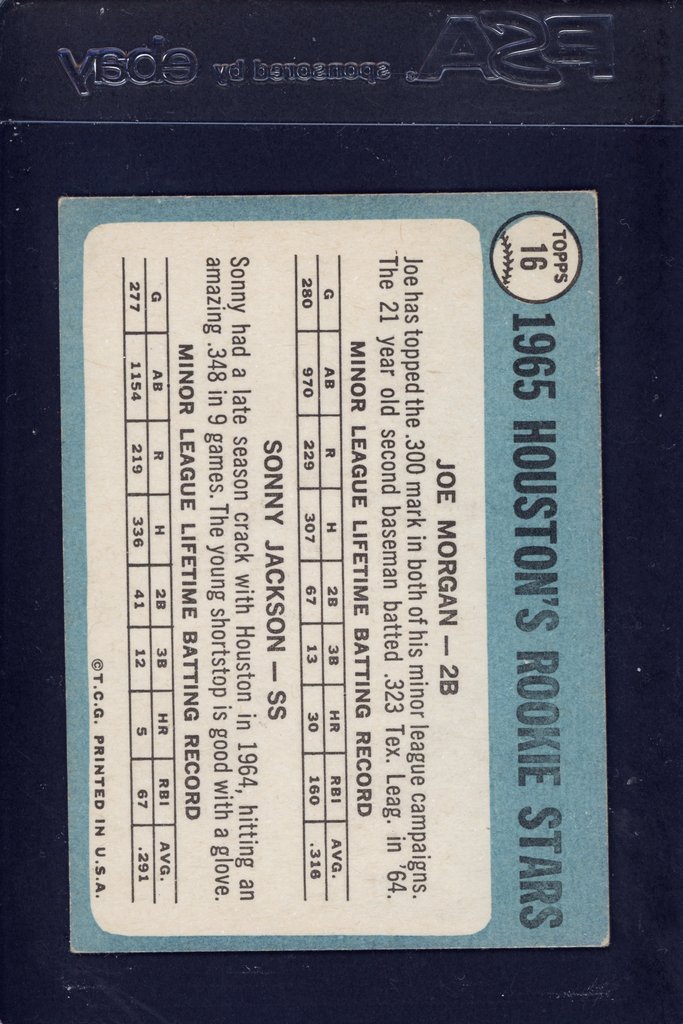 TOPPS
16
1965 HOUSTON'S ROOKIE STARS
JOE MORGAN — 2B
Joe has topped the .300 mark in both of his minor league campaigns.
The 21 year old second baseman batted .323 Tex. Leag. in '64.
MINOR LEAGUE LIFETIME BATTING RECORD
G AB R H 2B 3B HR RBI AVG.
280 970 229 307 67 13 30 160 .316
SONNY JACKSON — SS
Sonny had a late season crack with Houston in 1964, hitting an
amazing .348 in 9 games. The young shortstop is good with a glove.
MINOR LEAGUE LIFETIME BATTING RECORD
G AB R H 2B 3B HR RBI AVG.
277 1154 219 336 41 12 5 67 .291
©T.C.G. PRINTED IN U.S.A.
PSA sponsored by ebay